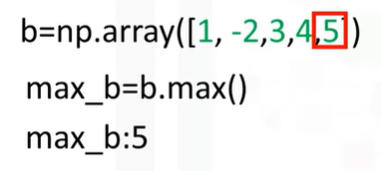 b=np.array([1, -2,3,4,5])
max_b=b.max()
max_b:5